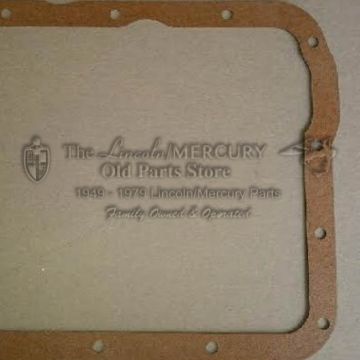 The Lincoln/MERCURY
Old Parts Store
1949 - 1979 Lincoln/Mercury Parts
Family Owned & Operated